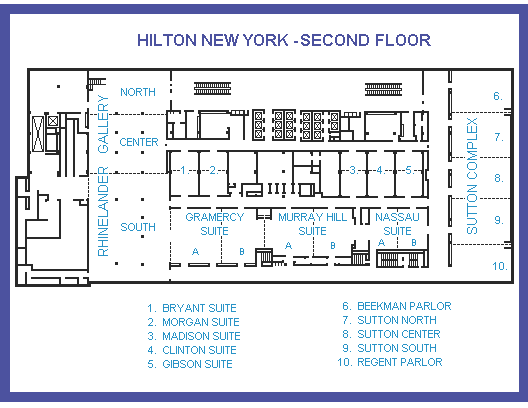 HILTON NEW YORK - SECOND FLOOR
NORTH
CENTER
SOUTH
RHINELANDER GALLERY
1.
2.
3.
4.
5.
GRAMERCY
SUITE
A
B
MURRAY HILL
SUITE
A
B
NASSAU
SUITE
A
B
SUTTON COMPLEX
6.
7.
8.
9.
10.
1. BRYANT SUITE
2. MORGAN SUITE
3. MADISON SUITE
4. CLINTON SUITE
5. GIBSON SUITE
6. BEEKMAN PARLOR
7. SUTTON NORTH
8. SUTTON CENTER
9. SUTTON SOUTH
10. REGENT PARLOR